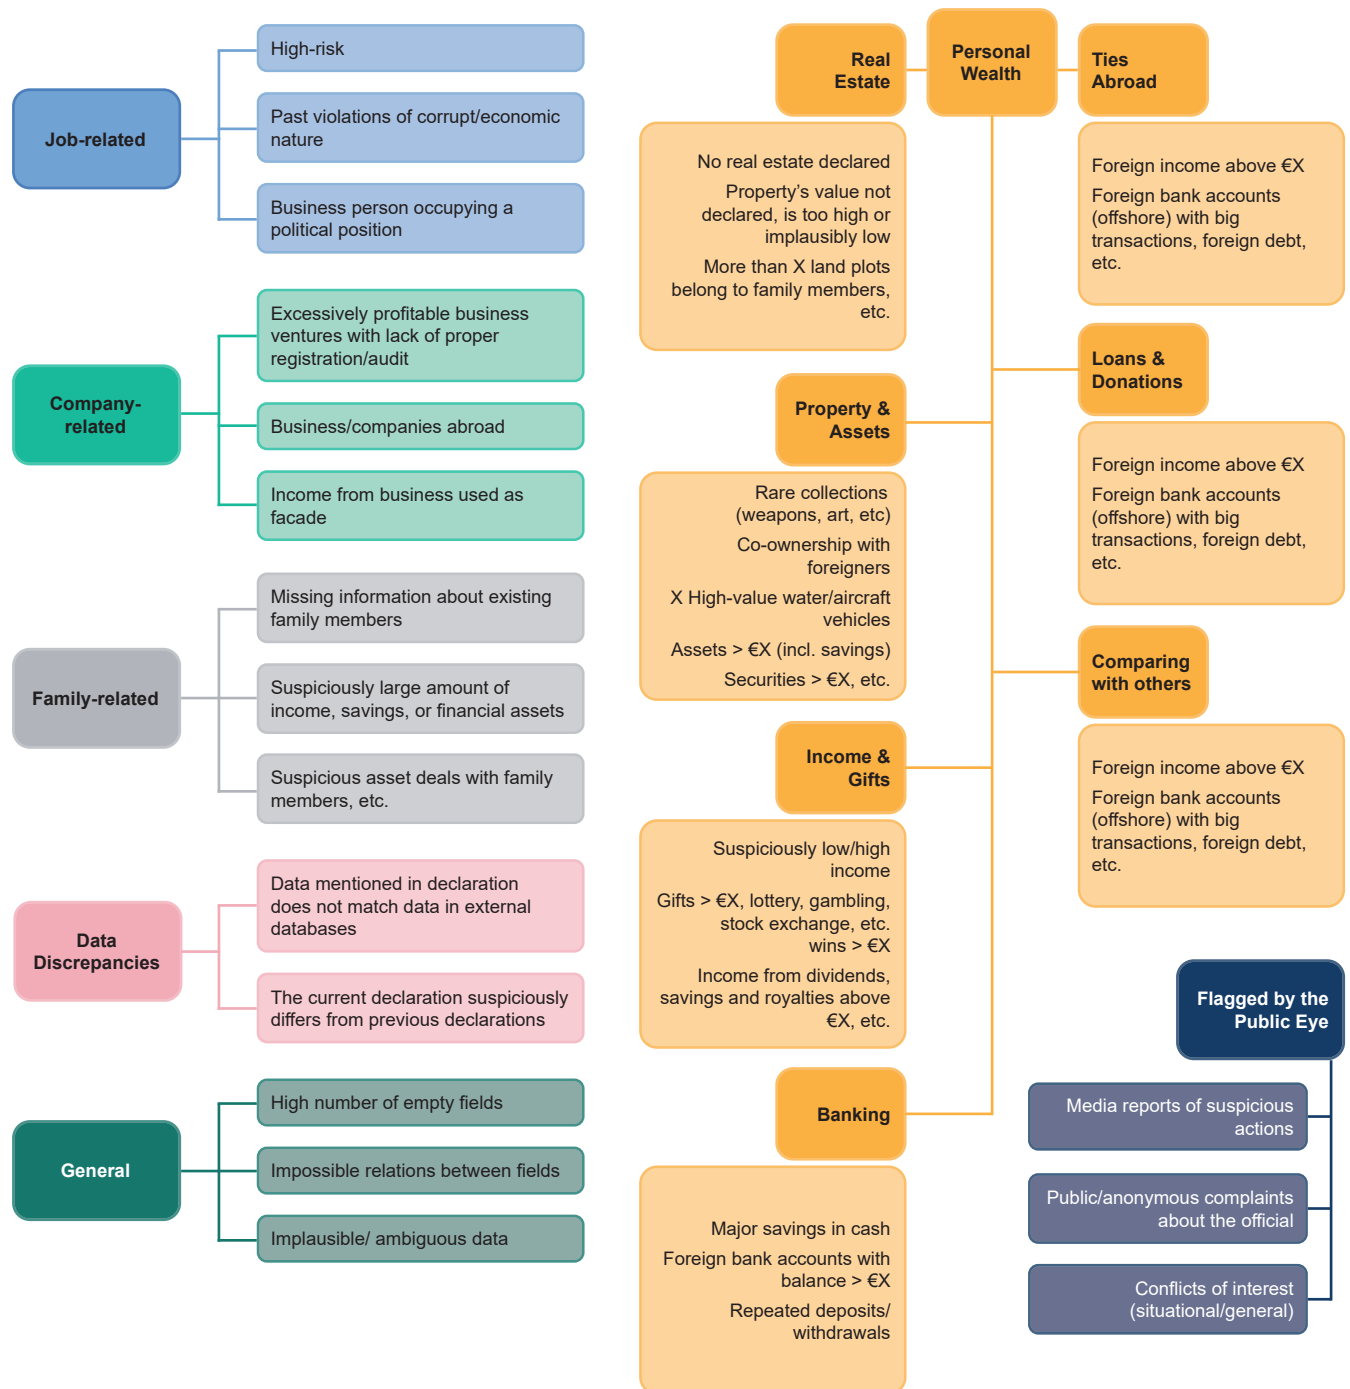 Job-related
High-risk
Past violations of corrupt/economic
nature
Business person occupying a
political position
Company-
related
Excessively profitable business
ventures with lack of proper
registration/audit
Business/companies abroad
Income from business used as
facade
Family-related
Missing information about existing
family members
Suspiciously large amount of
income, savings, or financial assets
Suspicious asset deals with family
members, etc.
Data
Discrepancies
Data mentioned in declaration
does not match data in external
databases
The current declaration suspiciously
differs from previous declarations
General
High number of empty fields
Impossible relations between fields
Implausible/ ambiguous data
Personal
Wealth
Real
Estate
No real estate declared
Property’s value not
declared, is too high or
implausibly low
More than X land plots
belong to family members,
etc.
Property &
Assets
Rare collections
(weapons, art, etc)
Co-ownership with
foreigners
X High-value water/aircraft
vehicles
Assets > €X (incl. savings)
Securities > €X, etc.
Income &
Gifts
Suspiciously low/high
income
Gifts > €X, lottery, gambling,
stock exchange, etc.
wins > €X
Income from dividends,
savings and royalties above
€X, etc.
Banking
Major savings in cash
Foreign bank accounts with
balance > €X
Repeated deposits/
withdrawals
Ties
Abroad
Foreign income above €X
Foreign bank accounts
(offshore) with big
transactions, foreign debt,
etc.
Loans &
Donations
Foreign income above €X
Foreign bank accounts
(offshore) with big
transactions, foreign debt,
etc.
Comparing
with others
Foreign income above €X
Foreign bank accounts
(offshore) with big
transactions, foreign debt,
etc.
Flagged by the
Public Eye
Media reports of suspicious
actions
Public/anonymous complaints
about the official
Conflicts of interest
(situational/general)